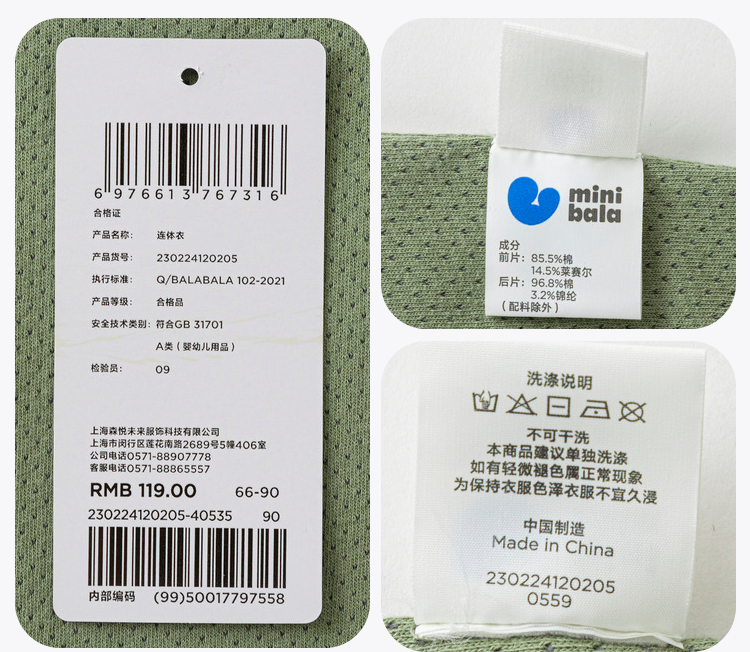 6 976613 767316
合格证
产品名称： 连体衣
产品货号： 230224120205
执行标准： Q/BALABALA 102-2021
产品等级： 合格品
安全技术类别：符合GB 31701
A类（婴幼儿用品）
检验员： 09
上海森悦未来服饰科技有限公司
上海市闵行区莲花南路2689号5幢406室
公司电话0571-88907778
客服电话0571-88865557
RMB 119.00 66-90
230224120205-40535 90
内部编码 (99)50017797558
mini
bala
成分
前片：85.5%棉
14.5%莱赛尔
后片：96.8%棉
3.2%锦纶
（配料除外）
洗涤说明
不可干洗
本商品建议单独洗涤
如有轻微褪色属正常现象
为保持衣服色泽衣服不宜久浸
中国制造
Made in China
230224120205
0559